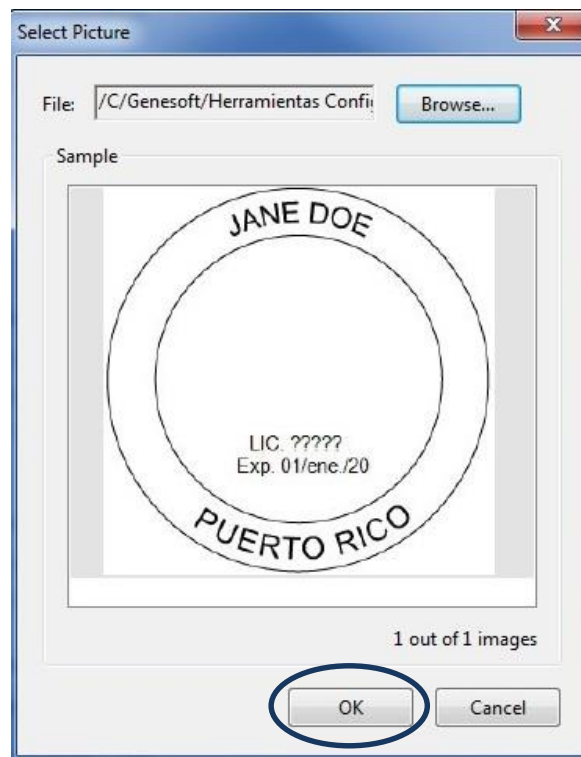 Select Picture
File: /C/Genesoft/Herramientas Confi Browse...
Sample
JANE DOE
LIC. ?????
Exp. 01/ene./20
PUERTO RICO
1 out of 1 images
OK Cancel